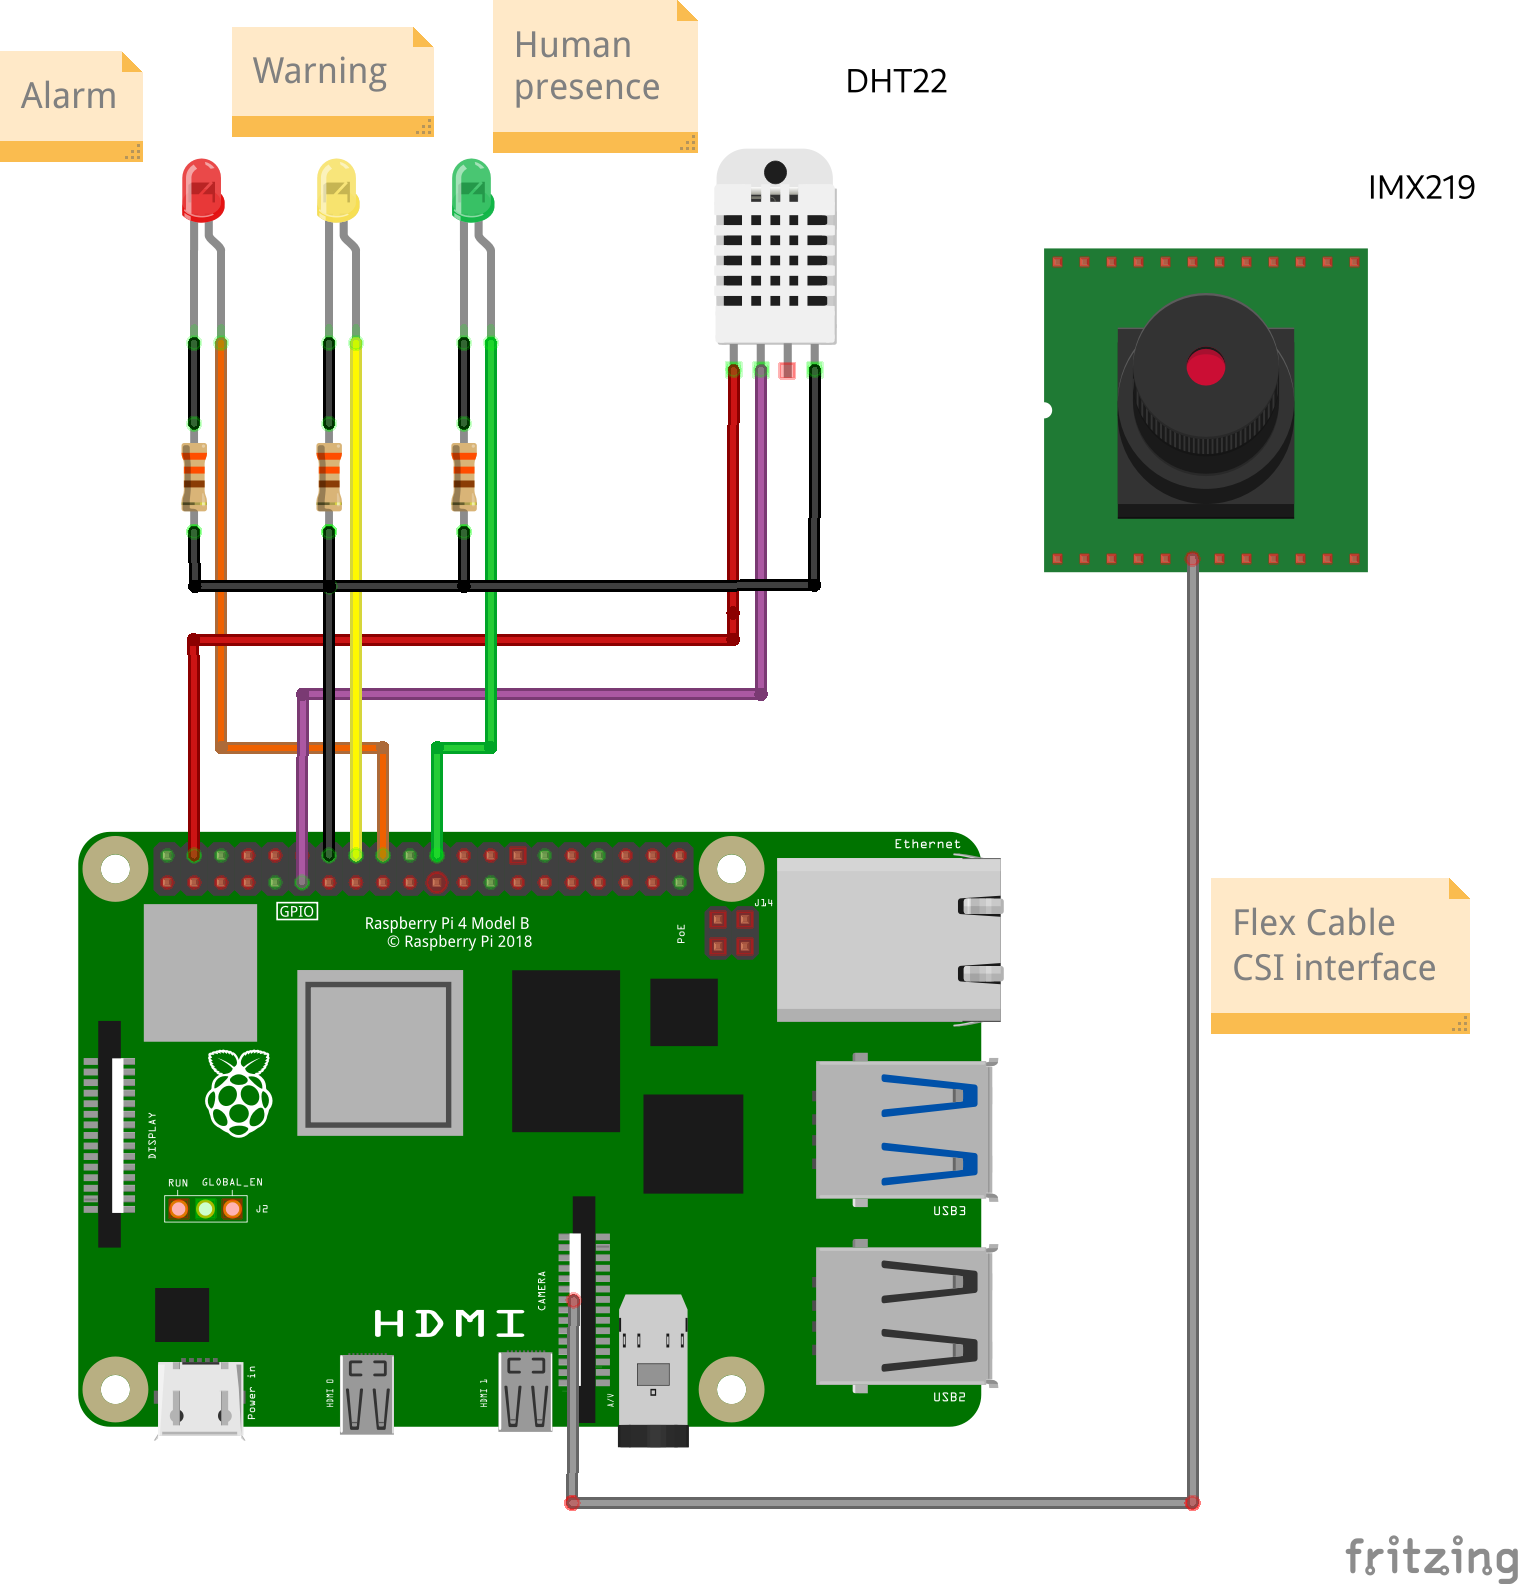 Alarm
Warning
Human
presence
DHT22
IMX219
Ethernet
J14
GPIO
Raspberry Pi 4 Model B
© Raspberry Pi 2018
PoE
Flex Cable
CSI interface
DISPLAY
RUN
GLOBAL_EN
J2
USB3
CAMERA
HDMI
Power in
HDMI 0
HDMI 1
A/V
USB2
fritzing